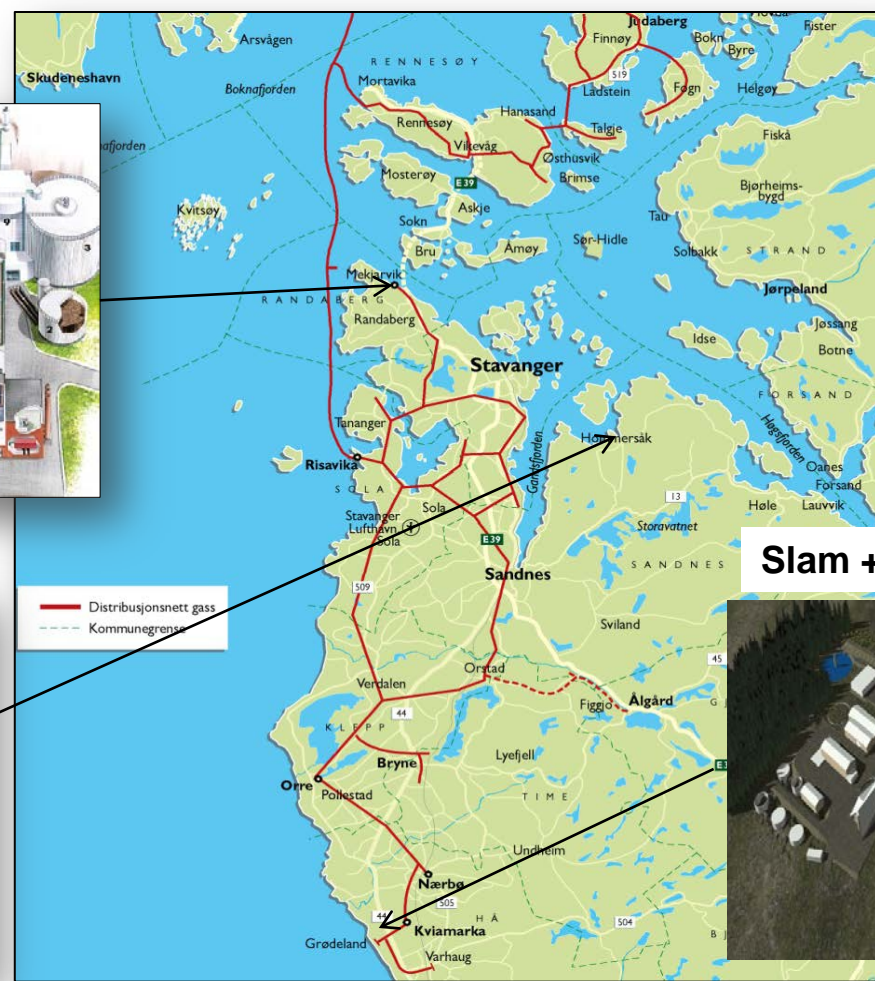 Judaberg
Arsvågen
Finnøy
Bokn
Byre
Fister
Skudeneshavn
RENNESØY
Mortavika
519
Boknafjorden
Ladstein
Fogn
Helgøy
Hanasand
Rennesøy
Talgje
Fiskå
Vikevåg
Østhusvik
Mosterøy
Brimse
Bjørheims-
bygd
E39
Kvitsøy
Askje
Tau
Sokn
Bru
Åmøy
Sør-Hidle
Solbakk
STRAND
Mekjarvik
RANDABERG
Jørpeland
Randaberg
Idse
Jøssang
Botne
Stavanger
FORSAND
Tananger
Hommersåk
Høgsfjorden
Gandsfjorden
Risavika
Oanes
Forsand
SOLA
13
Høle
Lauvvik
Sola
Stavanger
Lufthavn
Sola
Storavatnet
E39
SANDNES
Sandnes
Slam +
509
Distribusjonsnett gass
Kommunegrense
Sviland
Orstad
45
Verdalen
Figgjo
Ålgård
44
KLEPP
Bryne
Lyefjell
Orre
Pollestad
TIME
Undheim
Nærbø
505
44
Kviamarka
HÅ
504
Grødeland
Varhaug
9
3
2